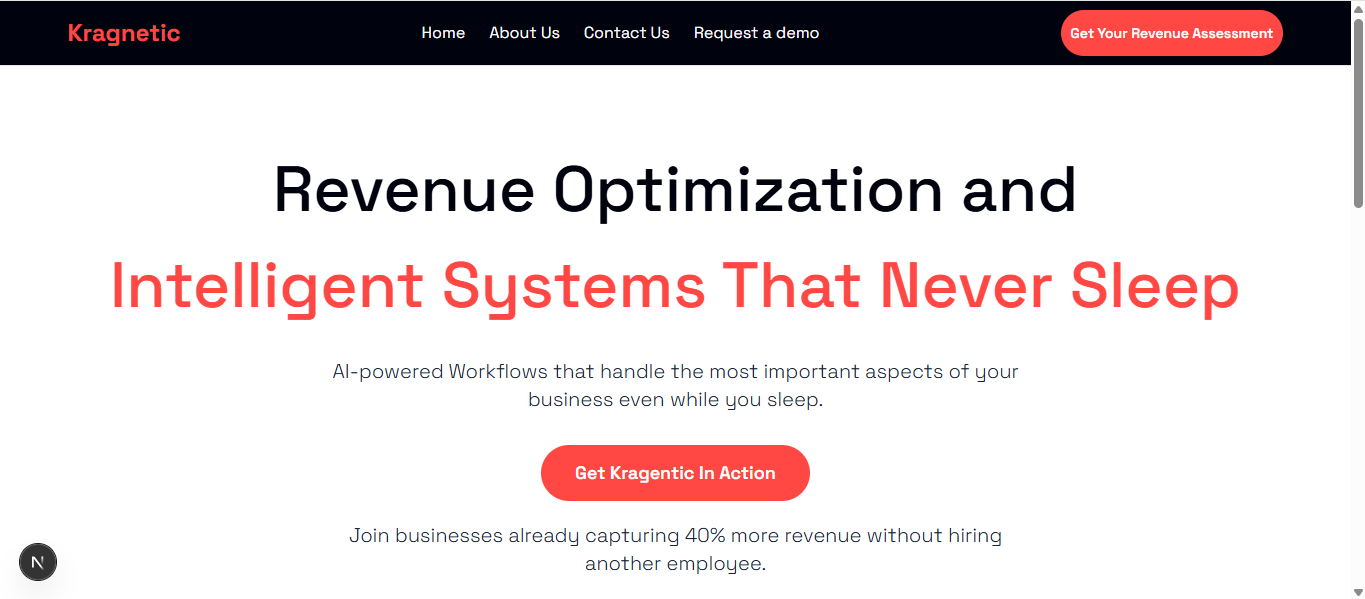 Kragnetic
Home
About Us
Contact Us
Request a demo
Get Your Revenue Assessment
Revenue Optimization and
Intelligent Systems That Never Sleep
AI-powered Workflows that handle the most important aspects of your
business even while you sleep.
Get Kragentic In Action
Join businesses already capturing 40% more revenue without hiring
another employee.
N